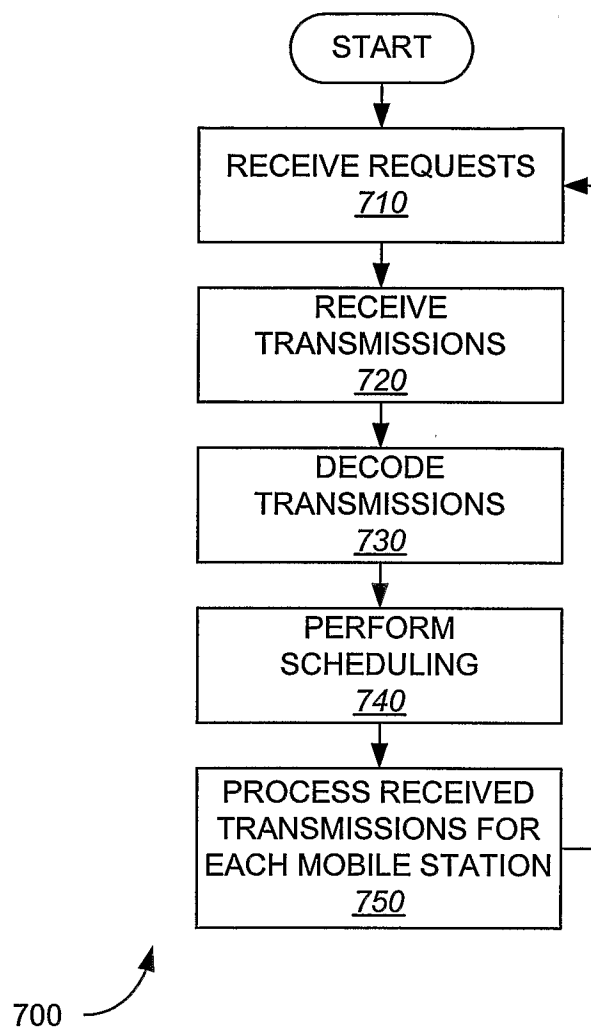 START
RECEIVE REQUESTS
710
RECEIVE
TRANSMISSIONS
720
DECODE
TRANSMISSIONS
730
PERFORM
SCHEDULING
740
PROCESS RECEIVED
TRANSMISSIONS FOR
EACH MOBILE STATION
750
700